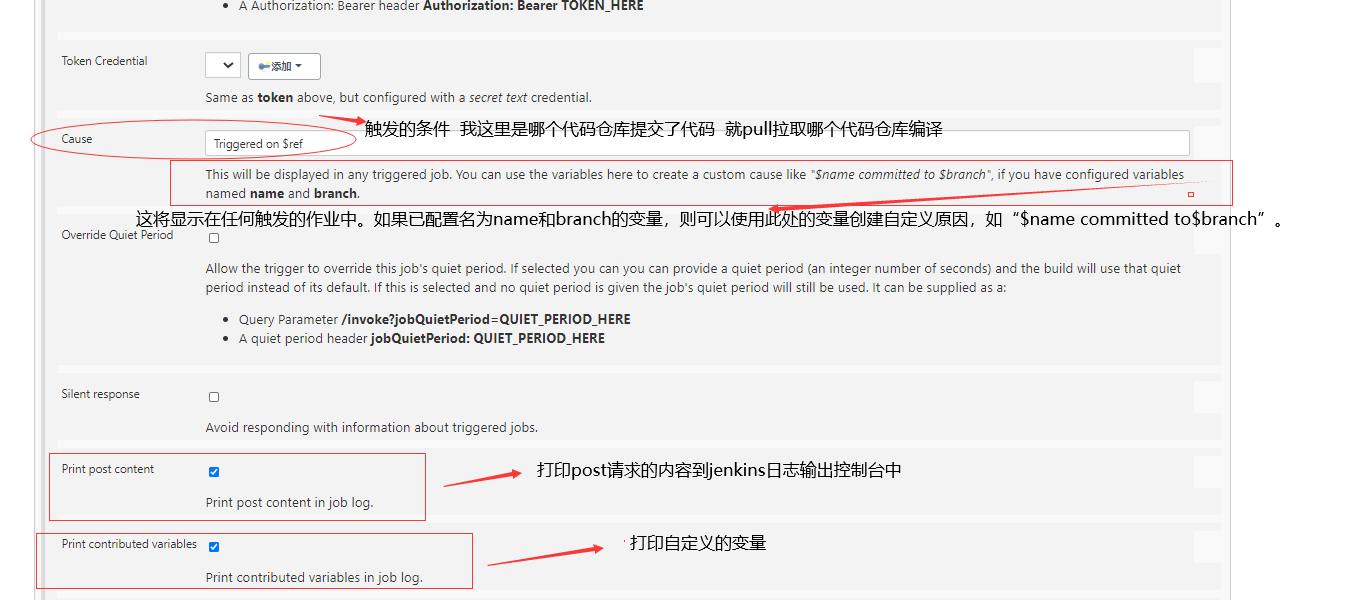 A Authorization: Bearer header Authorization: Bearer TOKEN_HERE
Token Credential
添加
Same as token above, but configured with a secret text credential.
触发的条件 我这里是哪个代码仓库提交了代码 就pull拉取哪个代码仓库编译
Cause
Triggered on $ref
This will be displayed in any triggered job. You can use the variables here to create a custom cause like "$name committed to $branch", if you have configured variables
named name and branch.
这将显示在任何触发的作业中。如果已配置名为name和branch的变量，则可以使用此处的变量创建自定义原因，如“$name committed to$branch”。
Override Quiet Period
Allow the trigger to override this job's quiet period. If selected you can you can provide a quiet period (an integer number of seconds) and the build will use that quiet
period instead of its default. If this is selected and no quiet period is given the job's quiet period will still be used. It can be supplied as a:
Query Parameter /invoke?jobQuietPeriod=QUIET_PERIOD_HERE
A quiet period header jobQuietPeriod: QUIET_PERIOD_HERE
Silent response
Avoid responding with information about triggered jobs.
Print post content
打印post请求的内容到jenkins日志输出控制台中
Print post content in job log.
Print contributed variables
打印自定义的变量
Print contributed variables in job log.